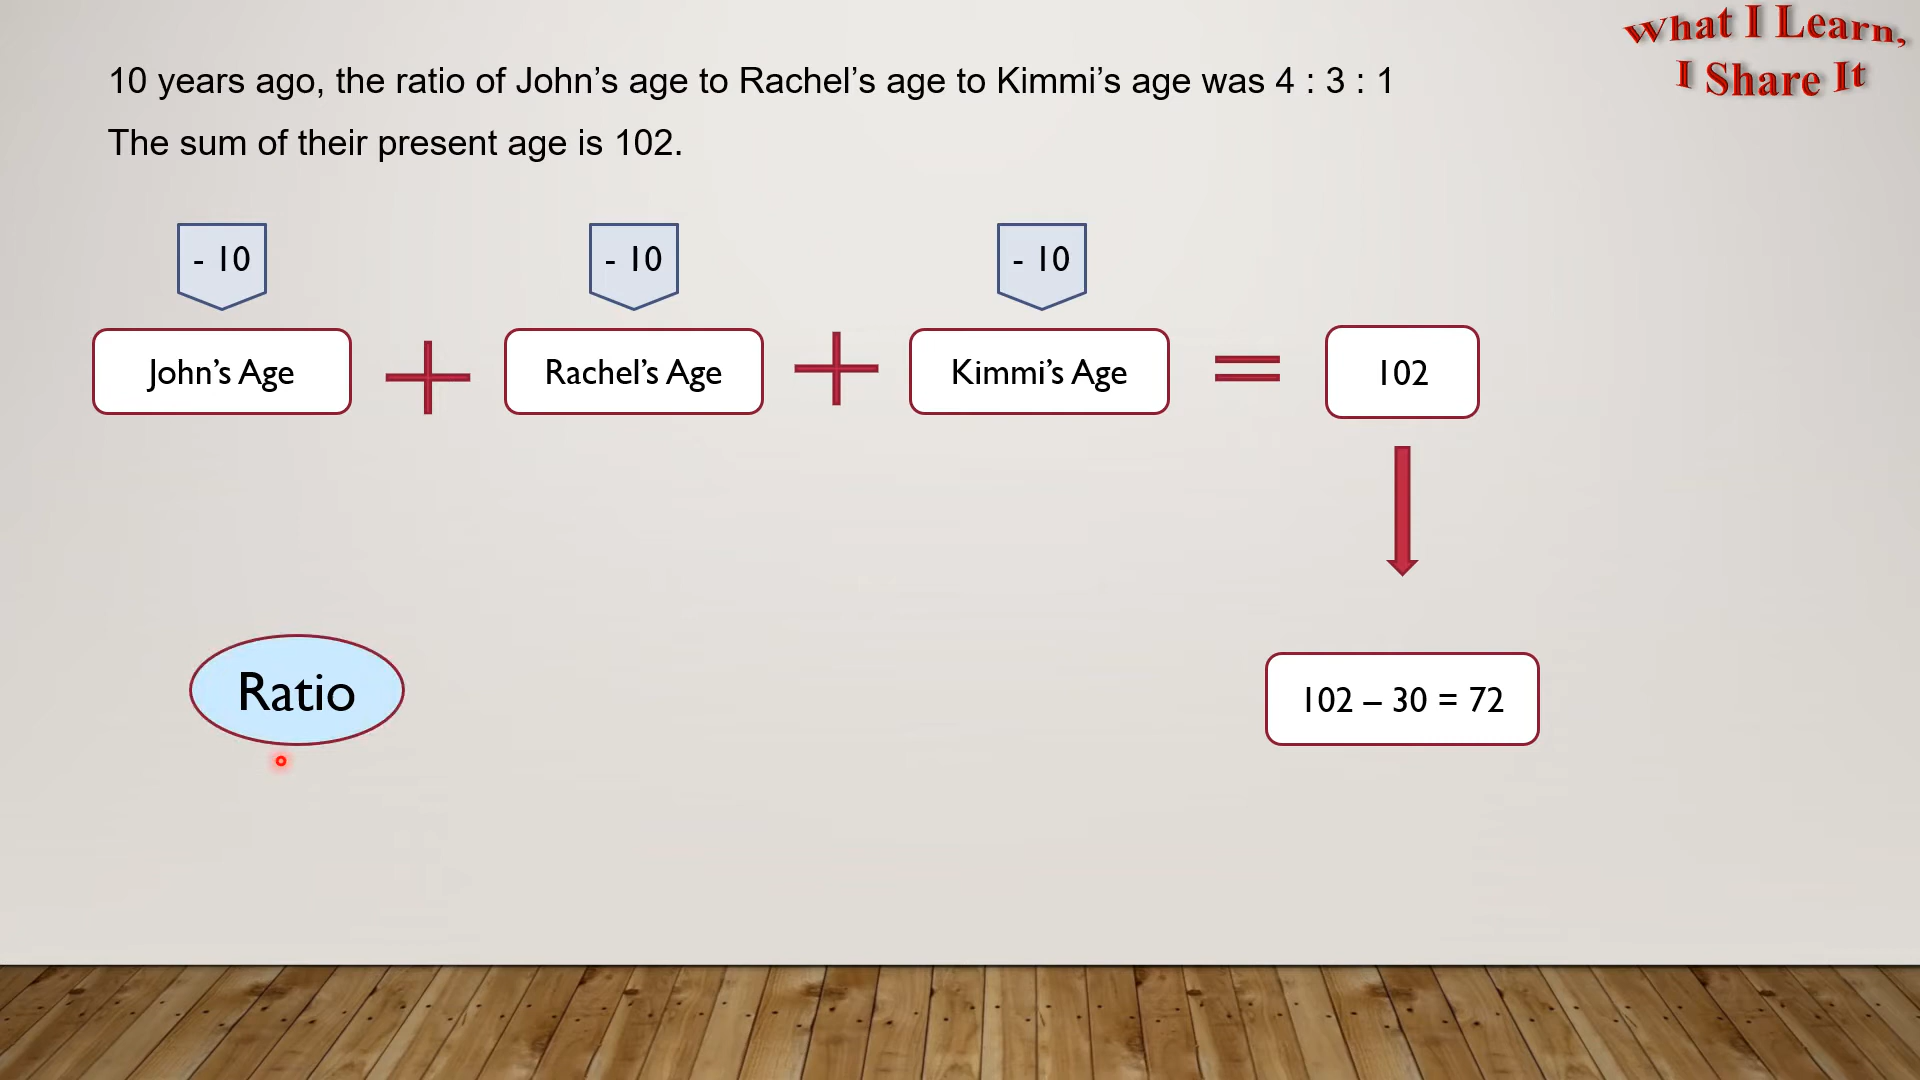 What I Learn,
I Share It
10 years ago, the ratio of John’s age to Rachel’s age to Kimmi’s age was 4 : 3 : 1
The sum of their present age is 102.
- 10
- 10
- 10
John’s Age
Rachel’s Age
Kimmi’s Age
=
102
Ratio
102 – 30 = 72